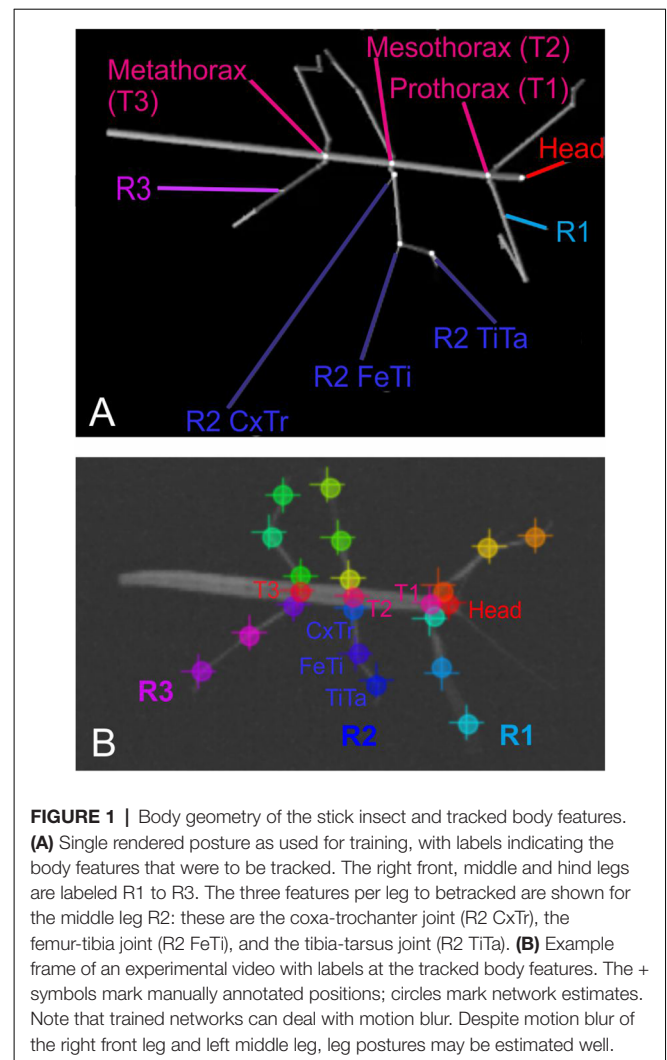 Mesothorax (T2)
Metathorax
(T3)
Prothorax (T1)
Head
R3
R1
R2 TiTa
R2 FeTi
R2 CxTr
A
T3
T1
T2
Head
CxTr
FeTi
TiTa
R3
R2
R1
B
FIGURE 1 | Body geometry of the stick insect and tracked body features.
(A) Single rendered posture as used for training, with labels indicating the
body features that were to be tracked. The right front, middle and hind legs
are labeled R1 to R3. The three features per leg to betracked are shown for
the middle leg R2: these are the coxa-trochanter joint (R2 CxTr), the
femur-tibia joint (R2 FeTi), and the tibia-tarsus joint (R2 TiTa). (B) Example
frame of an experimental video with labels at the tracked body features. The +
symbols mark manually annotated positions; circles mark network estimates.
Note that trained networks can deal with motion blur. Despite motion blur of
the right front leg and left middle leg, leg postures may be estimated well.